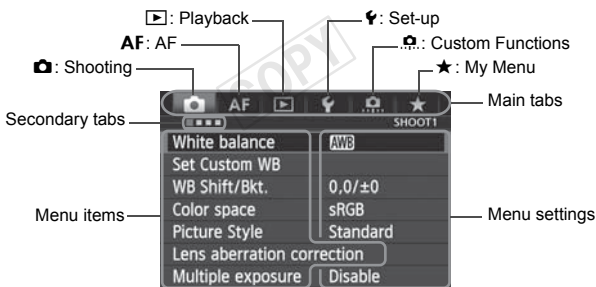 : Playback
: Set-up
AF: AF
: Custom Functions
: Shooting
: My Menu
COPY
AF
Main tabs
Secondary tabs
SHOOT1
White balance AWB
Set Custom WB
WB Shift/Bkt. 0,0/±0
Menu items
Color space sRGB
Menu settings
Picture Style Standard
Lens aberration correction
Multiple exposure Disable